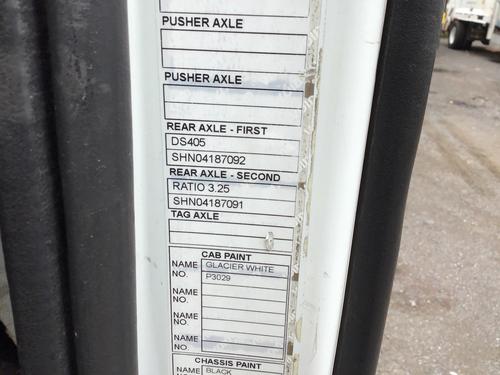 PUSHER AXLE
PUSHER AXLE
REAR AXLE - FIRST
DS405
SHN04187092
REAR AXLE - SECOND
RATIO 3.25
SHN04187091
TAG AXLE
CAB PAINT
NAME GLACIER WHITE
NO. P3029
NAME
NO.
NAME
NO.
NAME
NO.
CHASSIS PAINT
NAME BLACK